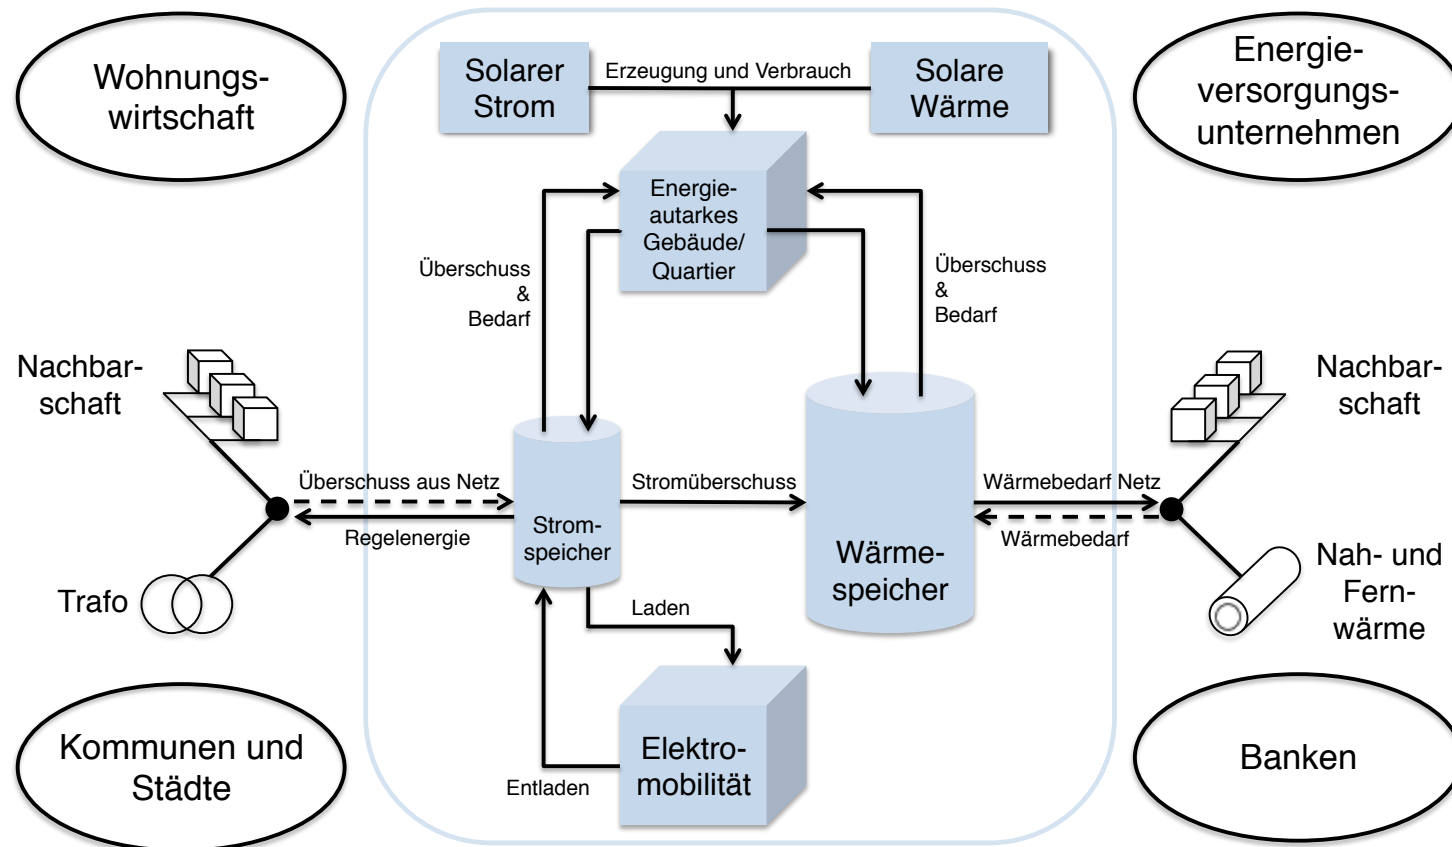 Wohnungs-
wirtschaft
Solarer
Strom
Erzeugung und Verbrauch
Solare
Wärme
Energie-
versorgungs-
unternehmen
Energie-
autarkes
Gebäude/
Quartier
Überschuss
&
Bedarf
Überschuss
&
Bedarf
Nachbar-
schaft
Nachbar-
schaft
Überschuss aus Netz
Regelenergie
Strom-
speicher
Stromüberschuss
Wärme-
speicher
Wärmebedarf Netz
Wärmebedarf
Trafo
Nah- und
Fern-
wärme
Laden
Entladen
Elektro-
mobilität
Kommunen und
Städte
Banken